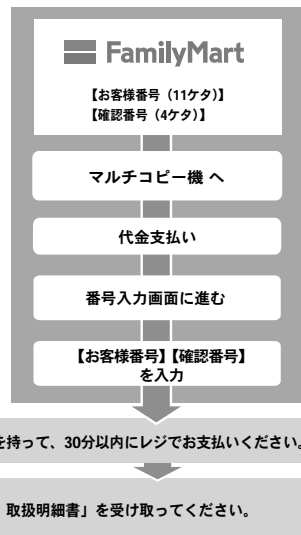 FamilyMart
【お客様番号（11ケタ）】
【確認番号（4ケタ）】
マルチコピー機 へ
代金支払い
番号入力画面に進む
【お客様番号】【確認番号】
を入力
を持って、30分以内にレジでお支払いください。
取扱明細書」を受け取ってください。